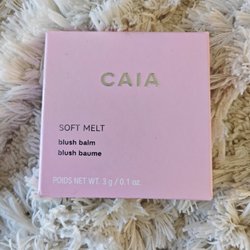 CAIA
SOFT MELT
blush balm
blush baume
POIDS NET WT. 3 g / 0.1 oz